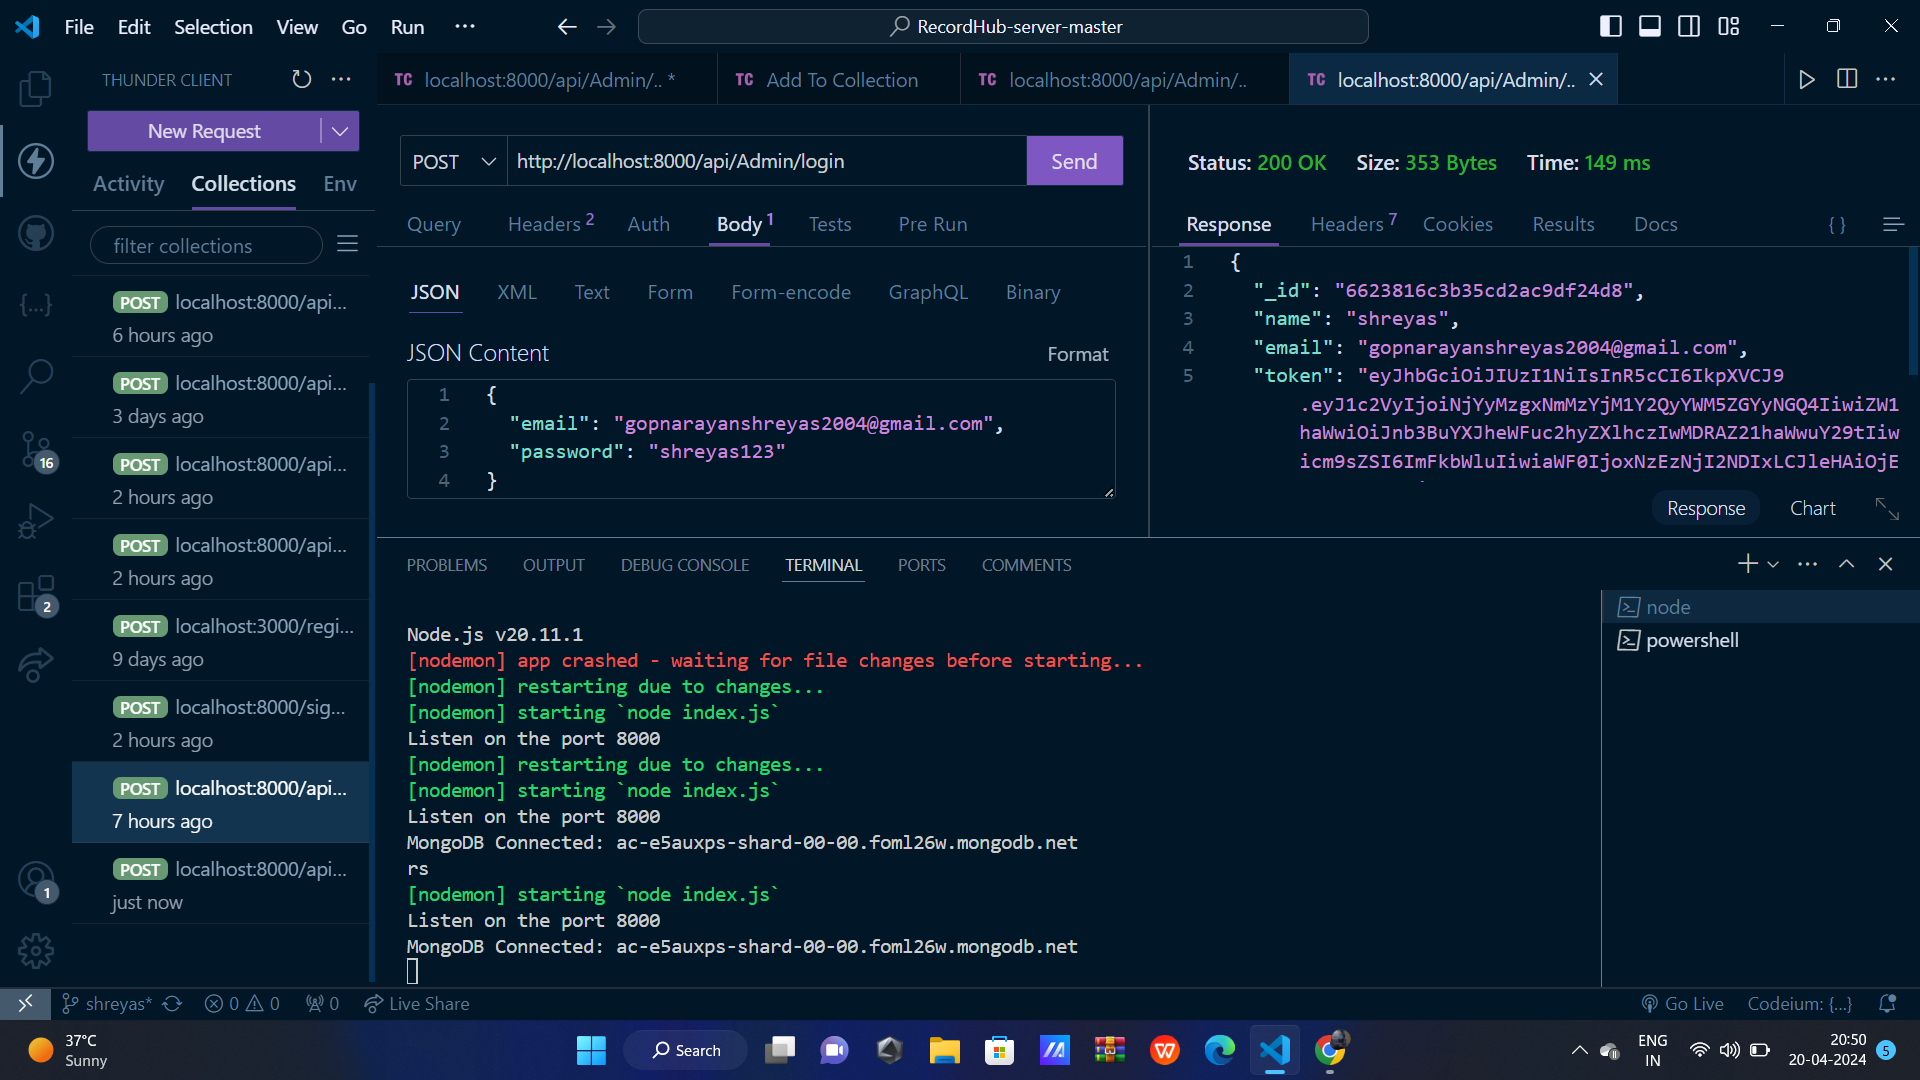 File Edit Selection View Go Run ···
RecordHub-server-master
THUNDER CLIENT
New Request
Activity Collections Env
filter collections
POST localhost:8000/api...
6 hours ago
POST localhost:8000/api...
3 days ago
POST localhost:8000/api...
2 hours ago
POST localhost:8000/api...
2 hours ago
POST localhost:3000/regi...
9 days ago
POST localhost:8000/sig...
2 hours ago
POST localhost:8000/api...
7 hours ago
POST localhost:8000/api...
just now
16
2
1
TC localhost:8000/api/Admin/.. *
TC Add To Collection
TC localhost:8000/api/Admin/..
TC localhost:8000/api/Admin/..
POST http://localhost:8000/api/Admin/login Send
Query Headers 2 Auth Body 1 Tests Pre Run
JSON XML Text Form Form-encode GraphQL Binary
JSON Content Format
1 {
2 "email": "gopnarayanshreyas2004@gmail.com",
3 "password": "shreyas123"
4 }
Status: 200 OK Size: 353 Bytes Time: 149 ms
Response Headers 7 Cookies Results Docs { }
1 {
2 "_id": "6623816c3b35cd2ac9df24d8",
3 "name": "shreyas",
4 "email": "gopnarayanshreyas2004@gmail.com",
5 "token": "eyJhbGciOiJIUzI1NiIsInR5cCI6IkpXVCJ9
.eyJ1c2VyIjoiNjYyMzgxNmMzYjM1Y2QyYWM5ZGYyNGQ4IiwiZW1
haWwiOiJnb3BuYXJheWFuc2hyZXlhczIwMDRAZ21haWwuY29tIiw
icm9sZSI6ImFkbWluIiwiaWF0IjoxNzEzNjI2NDIxLCJleHAiOjE
Response Chart
PROBLEMS OUTPUT DEBUG CONSOLE TERMINAL PORTS COMMENTS
Node.js v20.11.1
[nodemon] app crashed - waiting for file changes before starting...
[nodemon] restarting due to changes...
[nodemon] starting `node index.js`
Listen on the port 8000
[nodemon] restarting due to changes...
[nodemon] starting `node index.js`
Listen on the port 8000
MongoDB Connected: ac-e5auxps-shard-00-00.foml26w.mongodb.net
rs
[nodemon] starting `node index.js`
Listen on the port 8000
MongoDB Connected: ac-e5auxps-shard-00-00.foml26w.mongodb.net
node
powershell
shreyas* 0 0 0 Live Share
Go Live Codeium: {...}
37°C
Sunny
Search
ENG
IN
20:50
20-04-2024
5